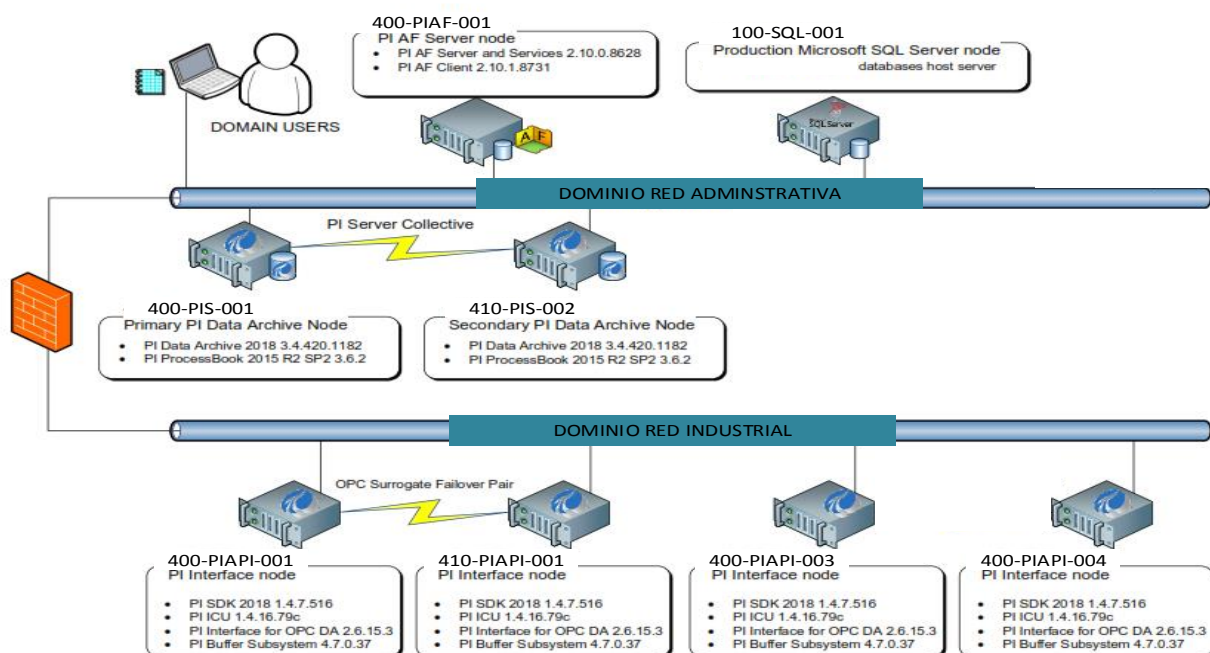 400-PIAF-001
PI AF Server node
• PI AF Server and Services 2.10.0.8628
• PI AF Client 2.10.1.8731
100-SQL-001
Production Microsoft SQL Server node
databases host server
DOMAIN USERS
A F
SQLServer
DOMINIO RED ADMINSTRATIVA
PI Server Collective
400-PIS-001
Primary PI Data Archive Node
• PI Data Archive 2018 3.4.420.1182
• PI ProcessBook 2015 R2 SP2 3.6.2
410-PIS-002
Secondary PI Data Archive Node
• PI Data Archive 2018 3.4.420.1182
• PI ProcessBook 2015 R2 SP2 3.6.2
DOMINIO RED INDUSTRIAL
OPC Surrogate Failover Pair
400-PIAPI-001
PI Interface node
• PI SDK 2018 1.4.7.516
• PI ICU 1.4.16.79c
• PI Interface for OPC DA 2.6.15.3
• PI Buffer Subsystem 4.7.0.37
410-PIAPI-001
PI Interface node
• PI SDK 2018 1.4.7.516
• PI ICU 1.4.16.79c
• PI Interface for OPC DA 2.6.15.3
• PI Buffer Subsystem 4.7.0.37
400-PIAPI-003
PI Interface node
• PI SDK 2018 1.4.7.516
• PI ICU 1.4.16.79c
• PI Interface for OPC DA 2.6.15.3
• PI Buffer Subsystem 4.7.0.37
400-PIAPI-004
PI Interface node
• PI SDK 2018 1.4.7.516
• PI ICU 1.4.16.79c
• PI Interface for OPC DA 2.6.15.3
• PI Buffer Subsystem 4.7.0.37